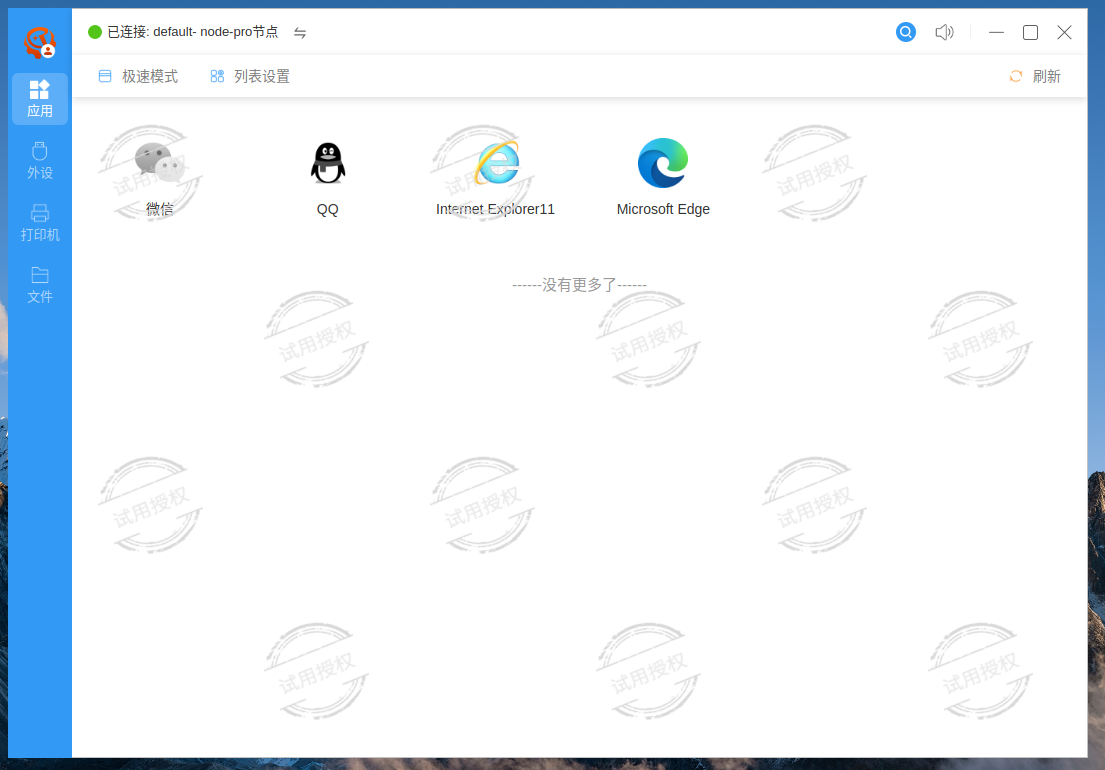 已连接: default- node-pro节点
极速模式
列表设置
刷新
应用
外设
打印机
文件
微信
QQ
Internet Explorer11
Microsoft Edge
------没有更多了------
试用授权
试用授权
试用授权
试用授权
试用授权
试用授权
试用授权
试用授权
试用授权
试用授权
试用授权
试用授权